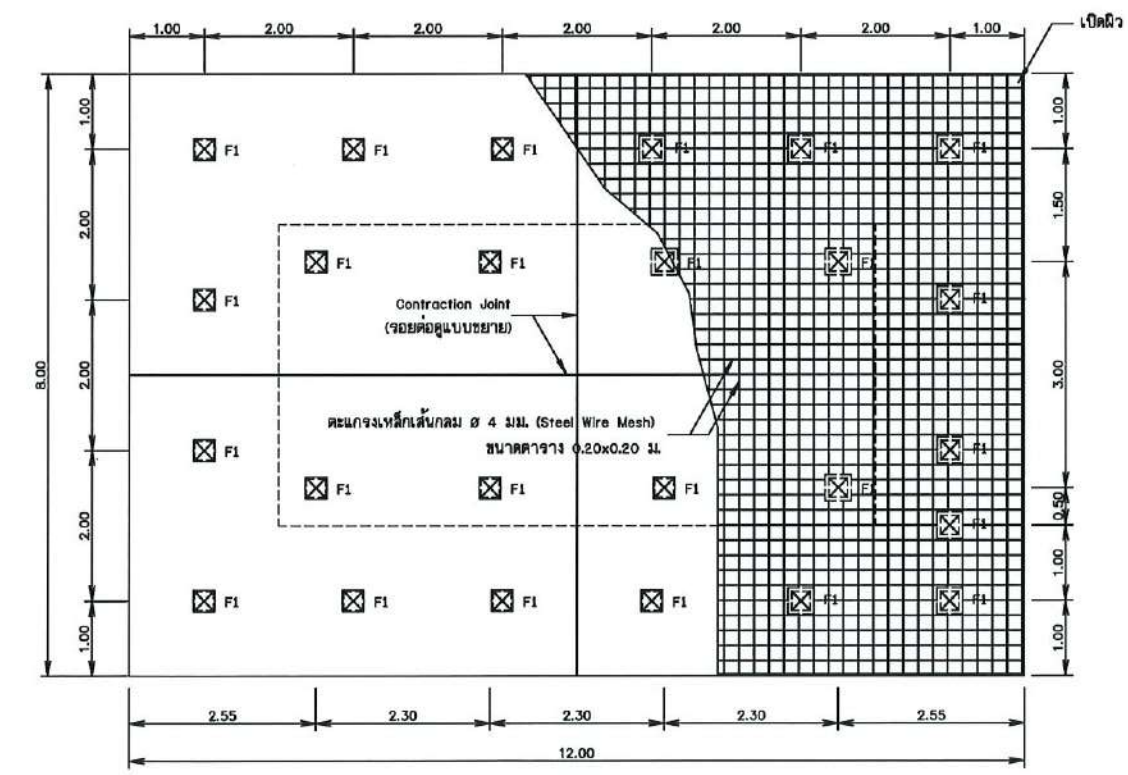 เปิดผิว
1.00 2.00 2.00 2.00 2.00 2.00 1.00
1.00 1.00
F1 F1 F1 F1 F1 F1
2.00 1.50
F1 F1 F1 F1
F1 F1
Contraction Joint
(รอยต่อดูแบบขยาย)
8.00 2.00 3.00
ตะแกรงเหล็กเส้นกลม ø 4 มม. (Steel Wire Mesh)
ขนาดตาราง 0.20x0.20 ม.
F1 F1
F1 F1 F1 F1
0.50
2.00 F1
1.00
F1 F1 F1 F1 F1 F1
1.00 1.00
2.55 2.30 2.30 2.30 2.55
12.00